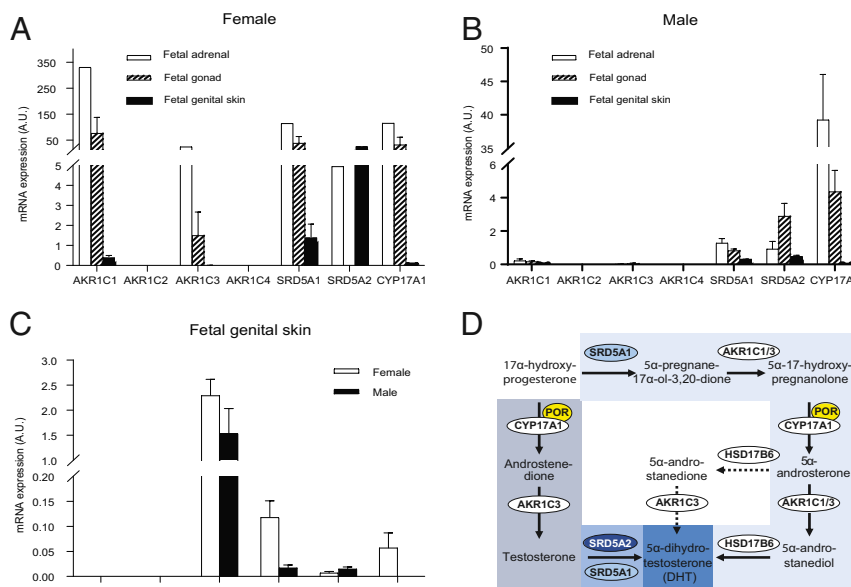 A
Female
mRNA expression (A.U.)
350
250
150
50
5
4
3
2
1
0
Fetal adrenal
Fetal gonad
Fetal genital skin
AKR1C1 AKR1C2 AKR1C3 AKR1C4 SRD5A1 SRD5A2 CYP17A1
B
Male
mRNA expression (A.U.)
50
45
40
35
6
4
2
0
Fetal adrenal
Fetal gonad
Fetal genital skin
AKR1C1 AKR1C2 AKR1C3 AKR1C4 SRD5A1 SRD5A2 CYP17A1
C
Fetal genital skin
mRNA expression (A.U.)
3.0
2.5
2.0
1.5
1.0
0.20
0.15
0.10
0.05
0.00
Female
Male
D
17α-hydroxy-
progesterone
SRD5A1
5α-pregnane-
17α-ol-3,20-dione
AKR1C1/3
5α-17-hydroxy-
pregnanolone
POR
CYP17A1
POR
CYP17A1
Androstene-
dione
5α-andro-
stanedione
HSD17B6
5α-
androsterone
AKR1C3
AKR1C3
AKR1C1/3
Testosterone
SRD5A2
SRD5A1
5α-dihydro-
testosterone
(DHT)
HSD17B6
5α-andro-
stanediol